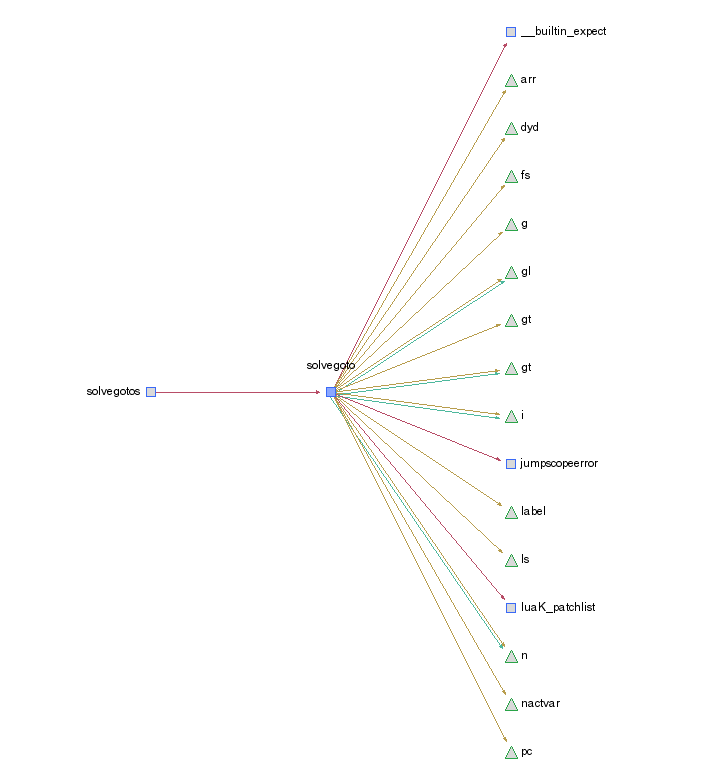 __builtin_expect
arr
dyd
fs
g
gl
gt
solvegoto
gt
solvegotos
i
jumpscopeerror
label
ls
luaK_patchlist
n
nactvar
pc